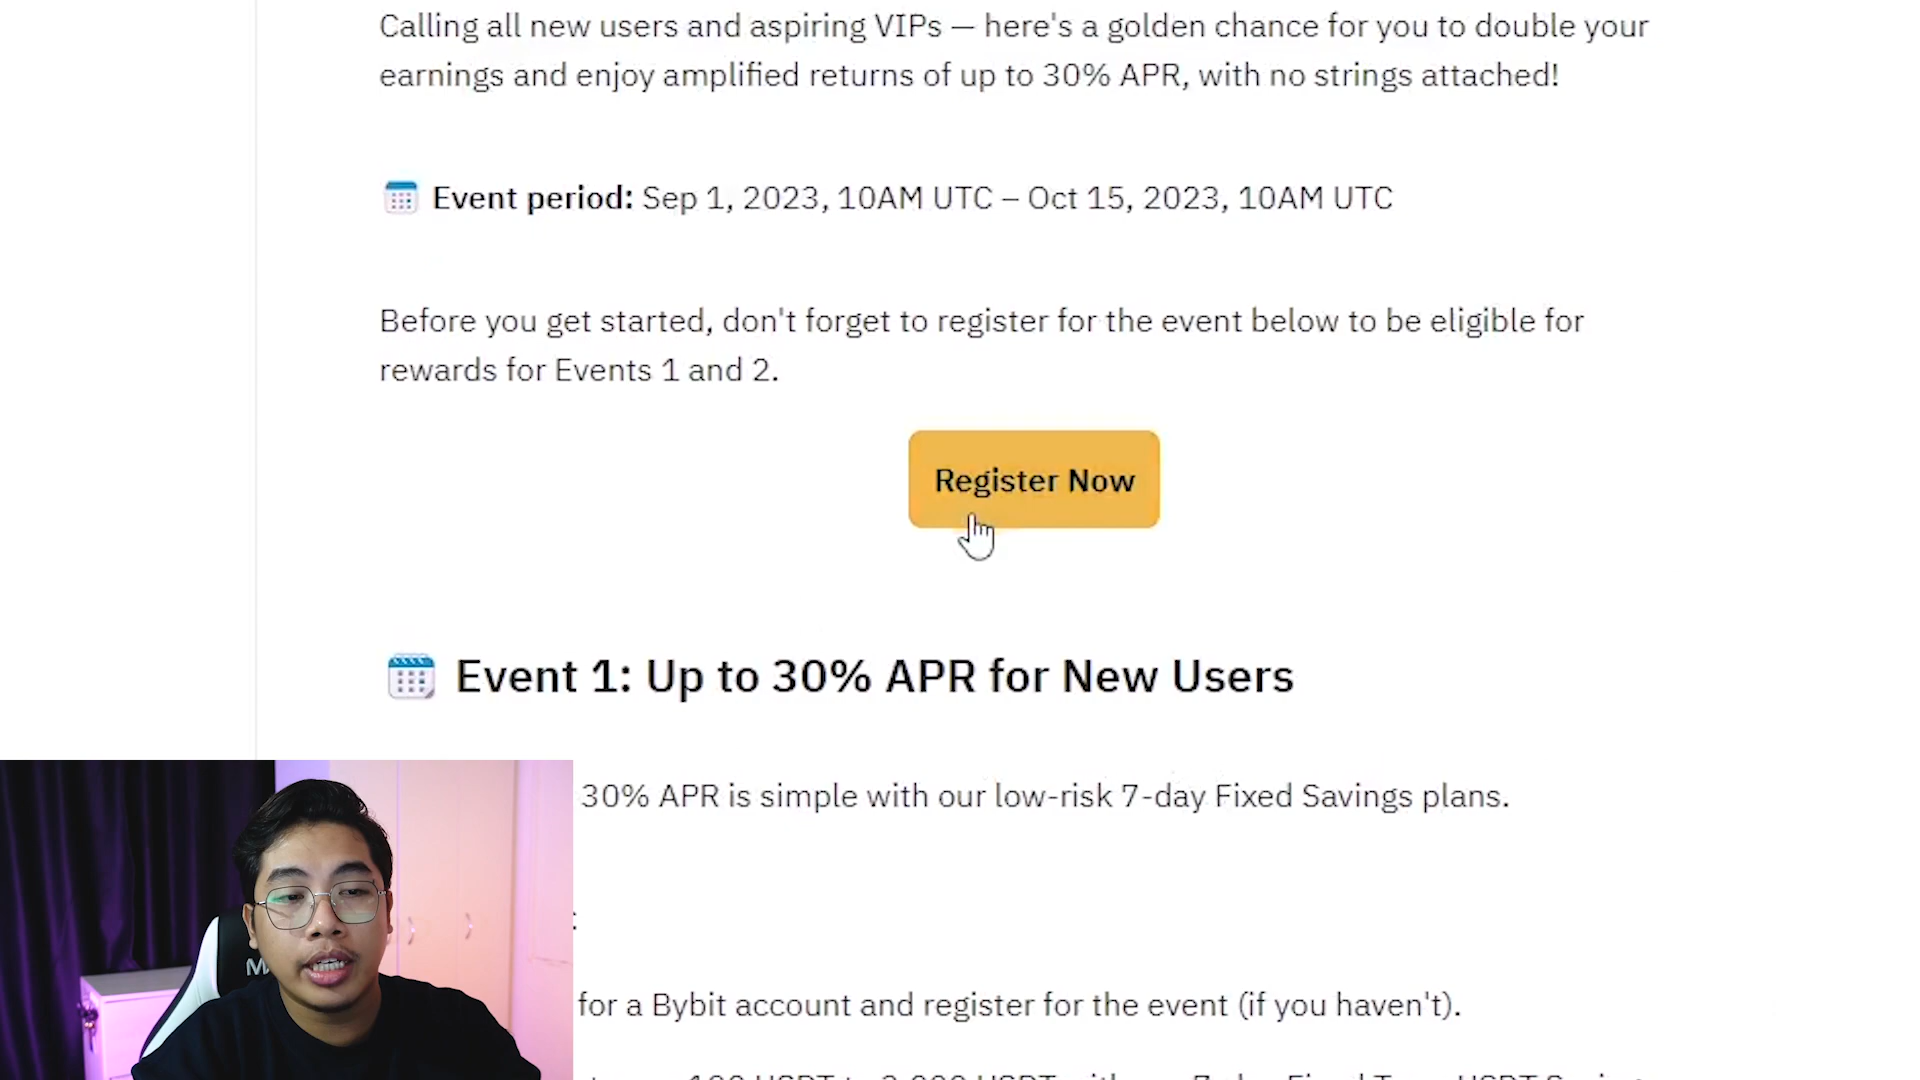 Calling all new users and aspiring VIPs — here's a golden chance for you to double your
earnings and enjoy amplified returns of up to 30% APR, with no strings attached!
Event period: Sep 1, 2023, 10AM UTC – Oct 15, 2023, 10AM UTC
Before you get started, don't forget to register for the event below to be eligible for
rewards for Events 1 and 2.
Register Now
Event 1: Up to 30% APR for New Users
30% APR is simple with our low-risk 7-day Fixed Savings plans.
:
for a Bybit account and register for the event (if you haven't).